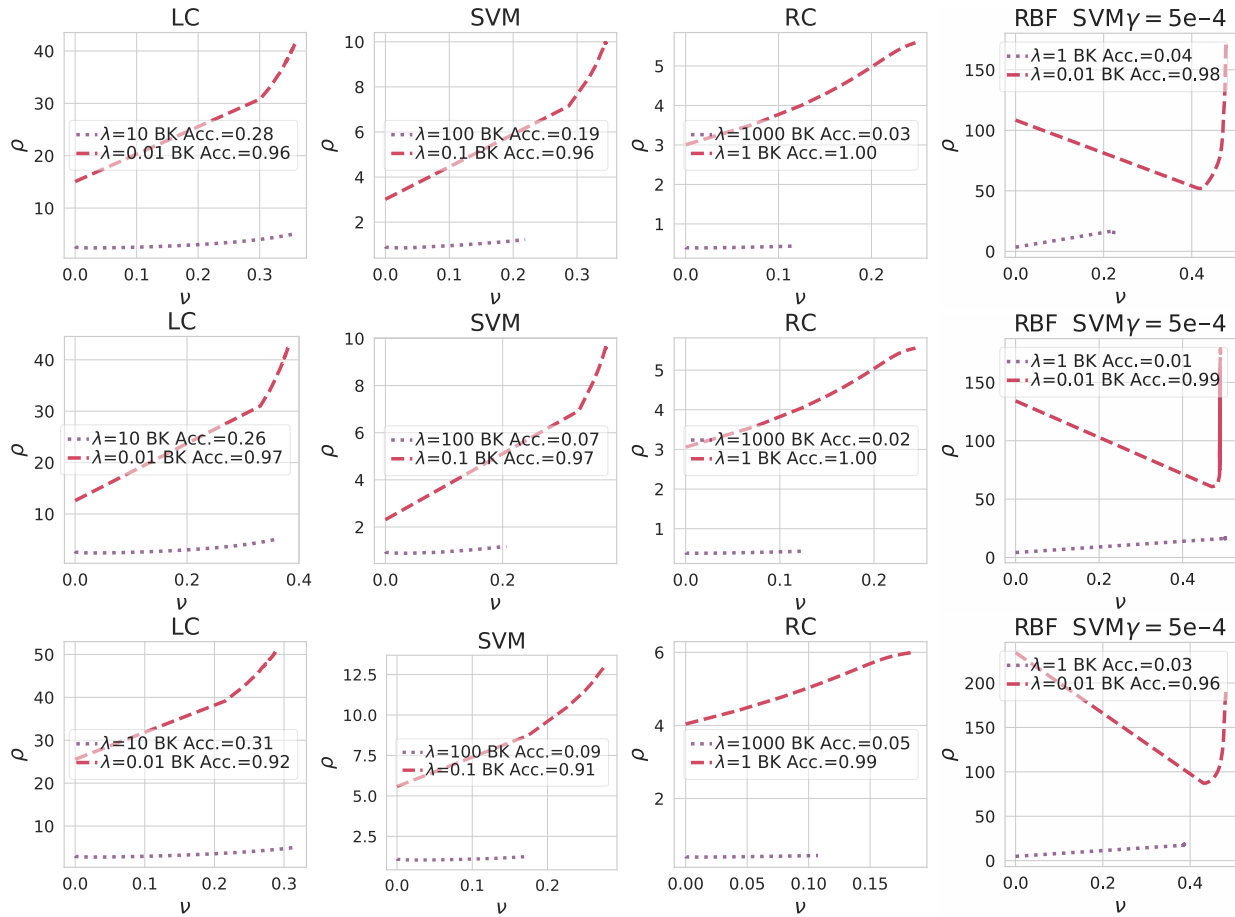 LC
40
30
20
10
ρ
λ=10 BK Acc.=0.28
λ=0.01 BK Acc.=0.96
0.0 0.1 0.2 0.3
ν
SVM
10
8
6
4
2
ρ
λ=100 BK Acc.=0.19
λ=0.1 BK Acc.=0.96
0.0 0.1 0.2 0.3
ν
RC
5
4
3
2
1
ρ
λ=1000 BK Acc.=0.03
λ=1 BK Acc.=1.00
0.0 0.1 0.2
ν
RBF SVMγ = 5e−4
150
100
50
0
ρ
λ=1 BK Acc.=0.04
λ=0.01 BK Acc.=0.98
0.0 0.2 0.4
ν
LC
40
30
20
10
ρ
λ=10 BK Acc.=0.26
λ=0.01 BK Acc.=0.97
0.0 0.2 0.4
ν
SVM
10
8
6
4
2
ρ
λ=100 BK Acc.=0.07
λ=0.1 BK Acc.=0.97
0.0 0.2
ν
RC
5
4
3
2
1
ρ
λ=1000 BK Acc.=0.02
λ=1 BK Acc.=1.00
0.0 0.1 0.2
ν
RBF SVMγ = 5e−4
150
100
50
0
ρ
λ=1 BK Acc.=0.01
λ=0.01 BK Acc.=0.99
0.0 0.2 0.4
ν
LC
50
40
30
20
10
ρ
λ=10 BK Acc.=0.31
λ=0.01 BK Acc.=0.92
0.0 0.1 0.2 0.3
ν
SVM
12.5
10.0
7.5
5.0
2.5
ρ
λ=100 BK Acc.=0.09
λ=0.1 BK Acc.=0.91
0.0 0.2
ν
RC
6
4
2
ρ
λ=1000 BK Acc.=0.05
λ=1 BK Acc.=0.99
0.00 0.05 0.10 0.15
ν
RBF SVMγ = 5e−4
200
150
100
50
0
ρ
λ=1 BK Acc.=0.03
λ=0.01 BK Acc.=0.96
0.0 0.2 0.4
ν